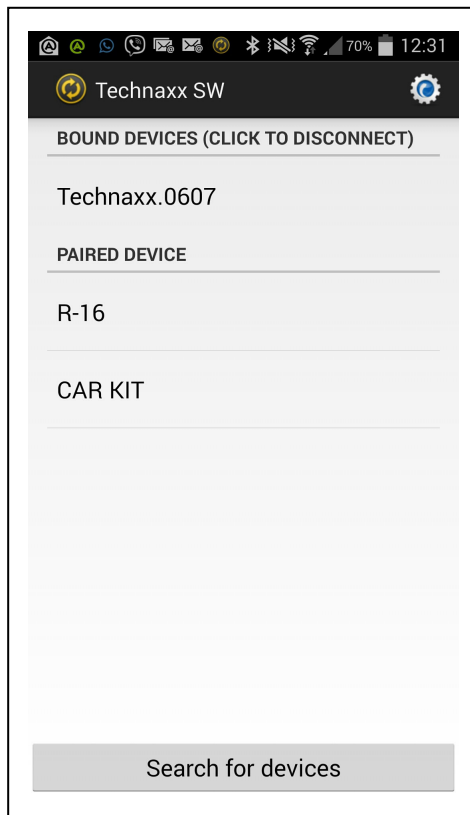 70% 12:31
Technaxx SW
BOUND DEVICES (CLICK TO DISCONNECT)
Technaxx.0607
PAIRED DEVICE
R-16
CAR KIT
Search for devices